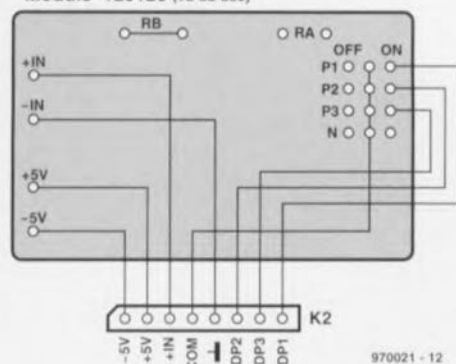 RB
RA
OFF ON
+IN
P1
P2
-IN
P3
N
+5V
-5V
K2
-5V
+5V
+IN
COM
DP2
DP3
DP1
970021 - 12